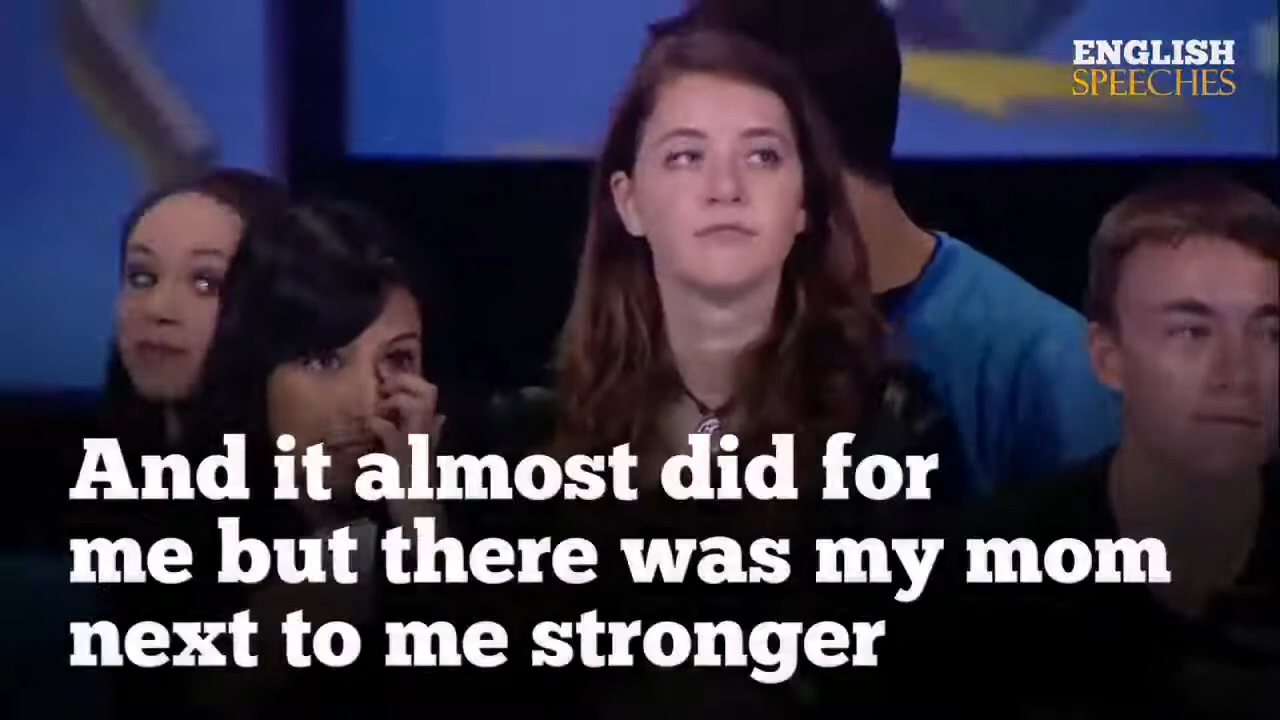 ENGLISH
SPEECHES
And it almost did for
me but there was my mom
next to me stronger